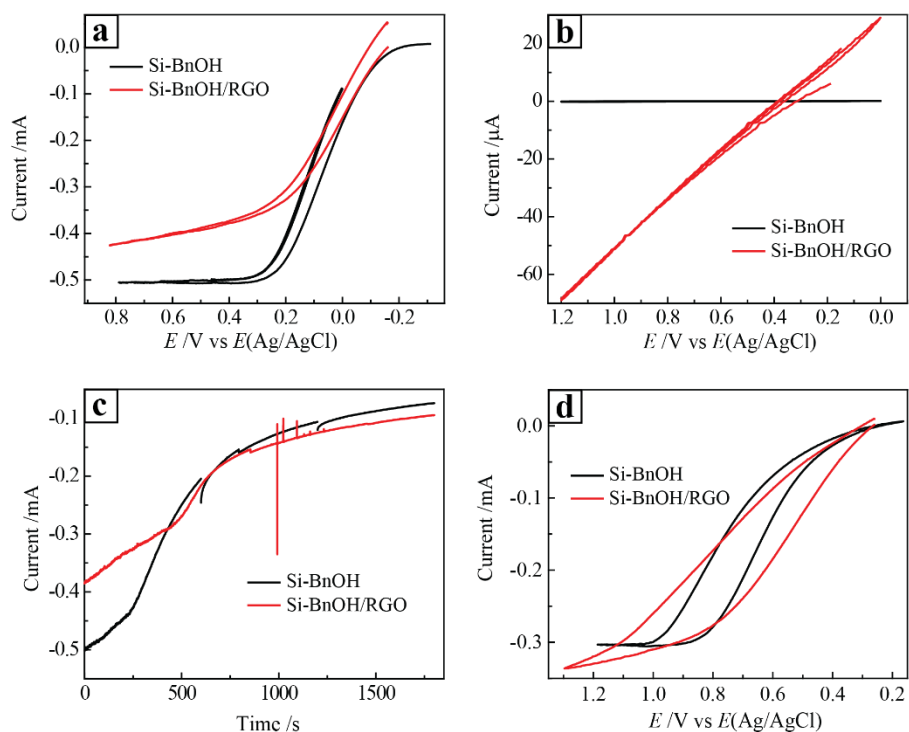 a
Si-BnOH
Si-BnOH/RGO
0.0
-0.1
-0.2
-0.3
-0.4
-0.5
Current /mA
0.8 0.6 0.4 0.2 0.0 -0.2
E /V vs E(Ag/AgCl)
b
20
0
-20
-40
-60
Current /μA
Si-BnOH
Si-BnOH/RGO
1.2 1.0 0.8 0.6 0.4 0.2 0.0
E /V vs E(Ag/AgCl)
c
-0.1
-0.2
-0.3
-0.4
-0.5
Current /mA
Si-BnOH
Si-BnOH/RGO
0 500 1000 1500
Time /s
d
0.0
-0.1
-0.2
-0.3
Current /mA
Si-BnOH
Si-BnOH/RGO
1.2 1.0 0.8 0.6 0.4 0.2
E /V vs E(Ag/AgCl)